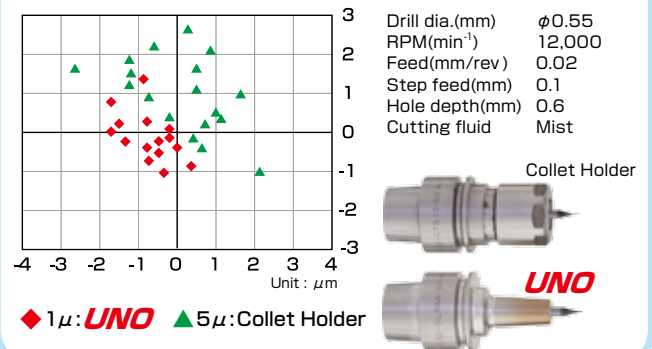 3
2
1
0
-1
-2
-3
-4 -3 -2 -1 0 1 2 3 4
Unit : μm
◆1μ:UNO ▲5μ:Collet Holder
Drill dia.(mm) φ0.55
RPM(min⁻¹) 12,000
Feed(mm/rev) 0.02
Step feed(mm) 0.1
Hole depth(mm) 0.6
Cutting fluid Mist
Collet Holder
UNO